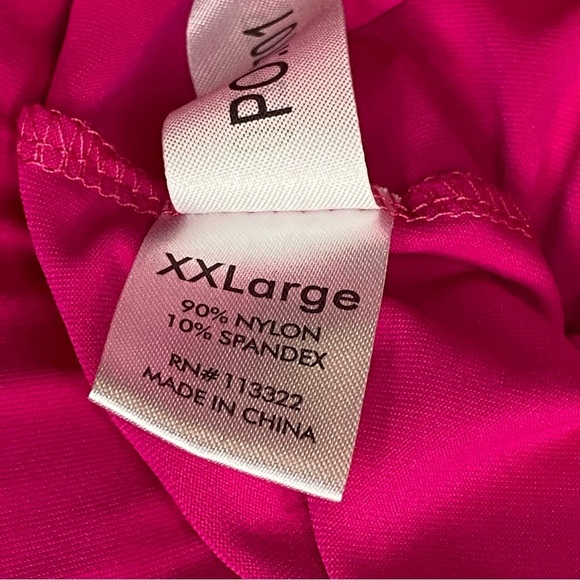 XXLarge
90% NYLON
10% SPANDEX
RN# 113322
MADE IN CHINA